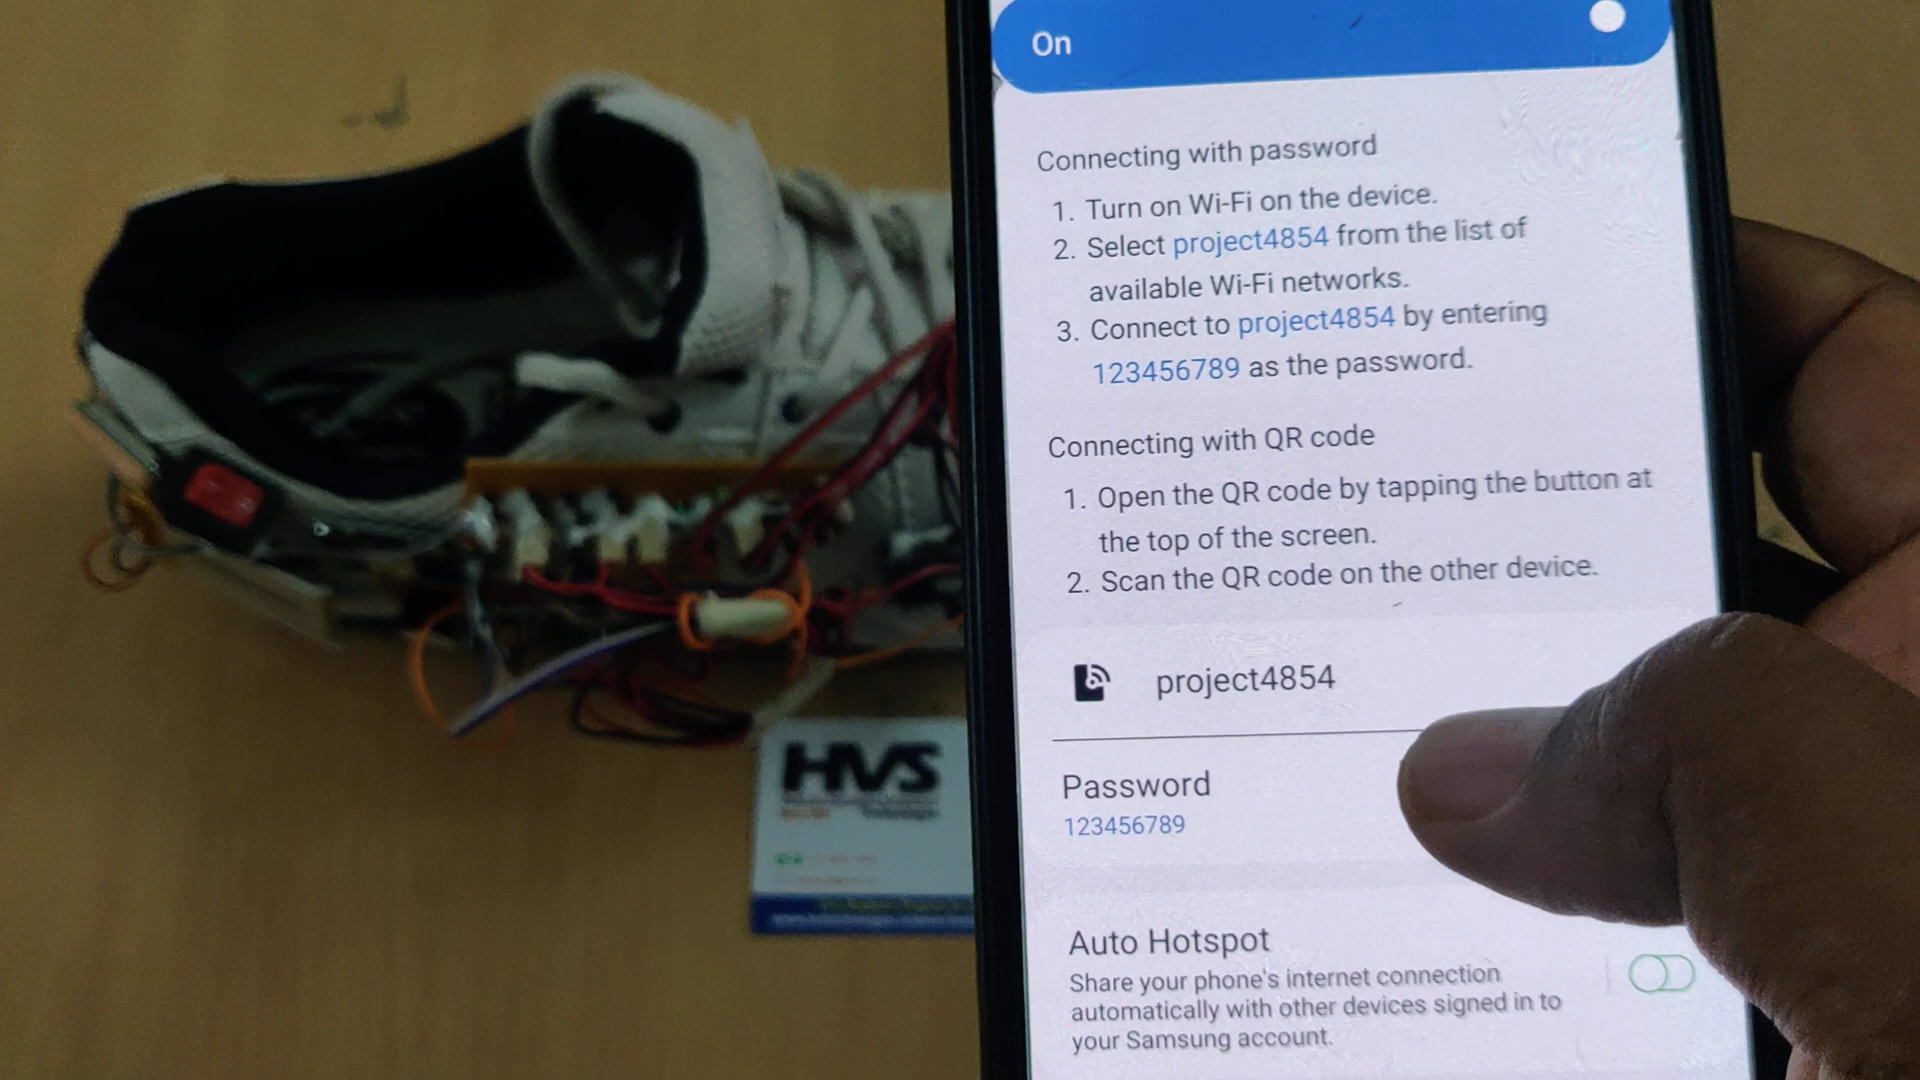 On
Connecting with password
1. Turn on Wi-Fi on the device.
2. Select project4854 from the list of
available Wi-Fi networks.
3. Connect to project4854 by entering
123456789 as the password.
Connecting with QR code
1. Open the QR code by tapping the button at
the top of the screen.
2. Scan the QR code on the other device.
project4854
Password
123456789
Auto Hotspot
Share your phone's internet connection
automatically with other devices signed in to
your Samsung account.
HVS